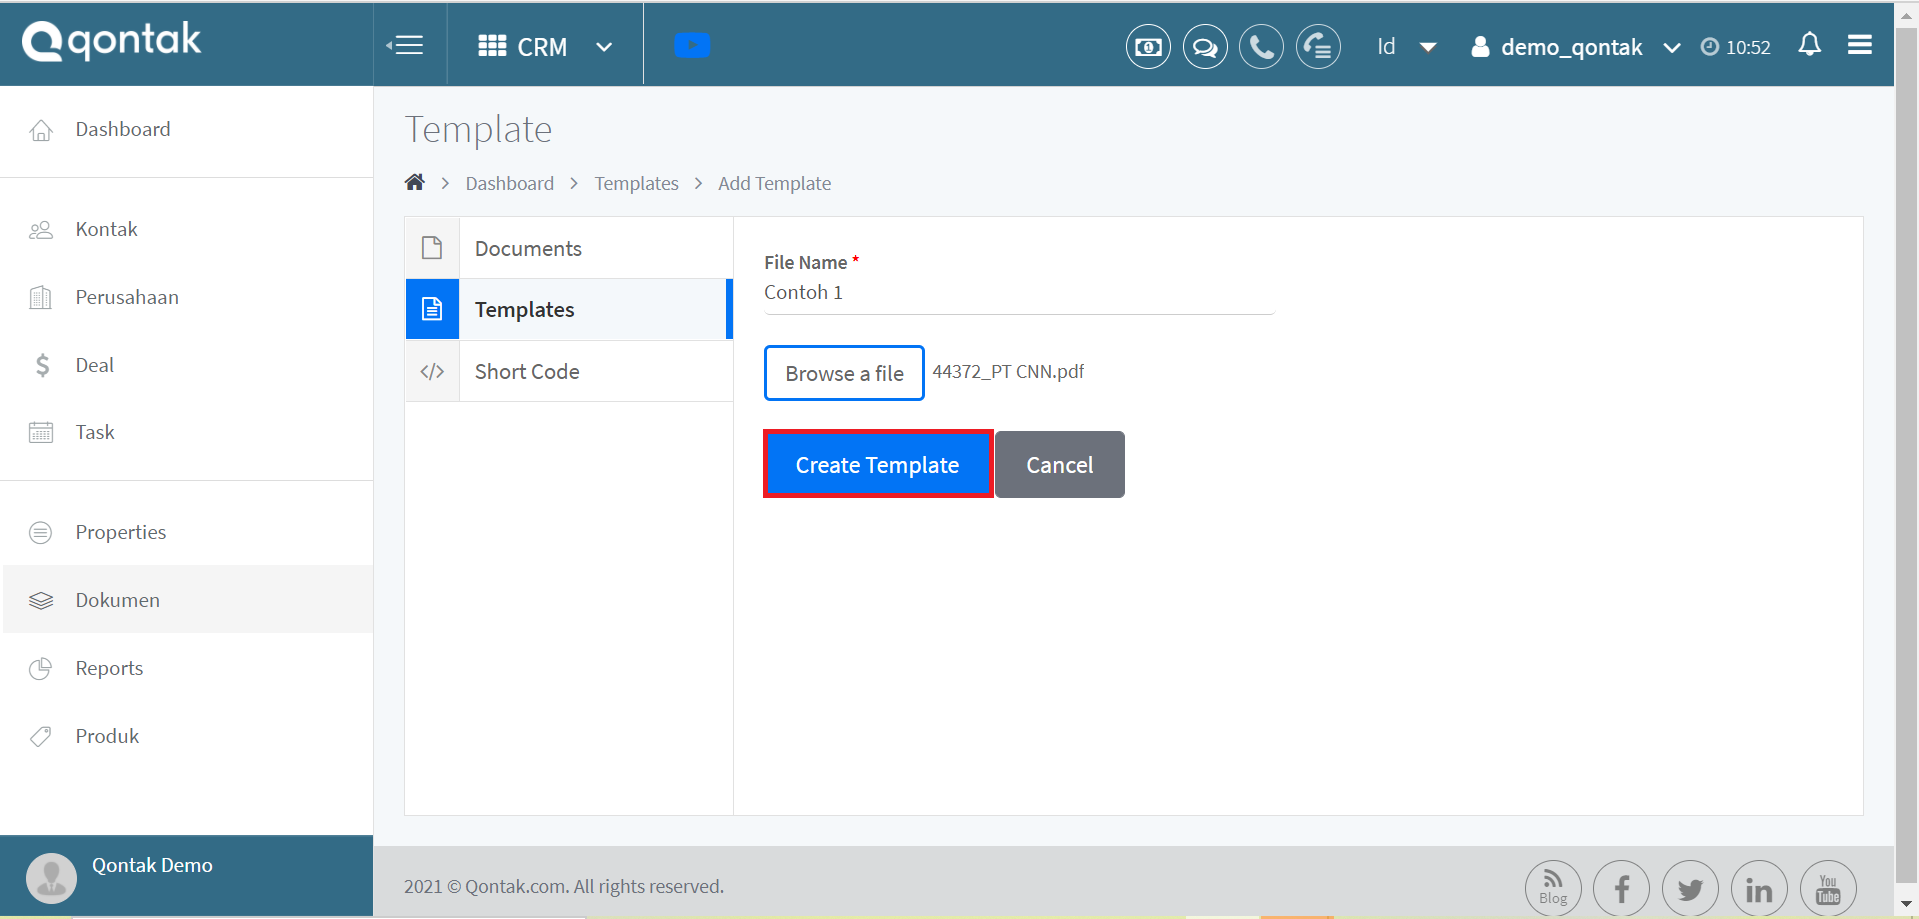 qontak
CRM
Id
demo_qontak
10:52
Dashboard
Kontak
Perusahaan
Deal
Task
Properties
Dokumen
Reports
Produk
Qontak Demo
Template
Dashboard > Templates > Add Template
Documents
Templates
Short Code
File Name *
Contoh 1
Browse a file 44372_PT CNN.pdf
Create Template
Cancel
2021 © Qontak.com. All rights reserved.
Blog
You
Tube